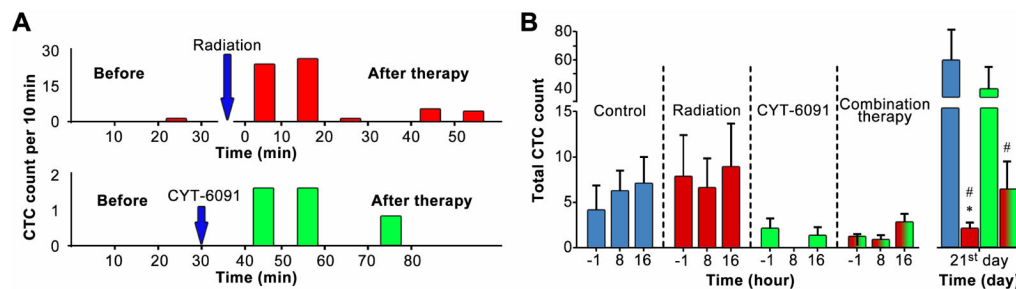 A
CTC count per 10 min
30
15
0
Radiation
Before
After therapy
10 20 30 0 10 20 30 40 50
Time (min)
2
1
0
CYT-6091
Before
After therapy
10 20 30 40 50 60 70 80
Time (min)
B
Total CTC count
15
10
5
0
Control
Radiation
CYT-6091
Combination
therapy
-1 8 16 -1 8 16 -1 8 16 -1 8 16
Time (hour)
80
60
40
#
*
#
21st day
Time (day)